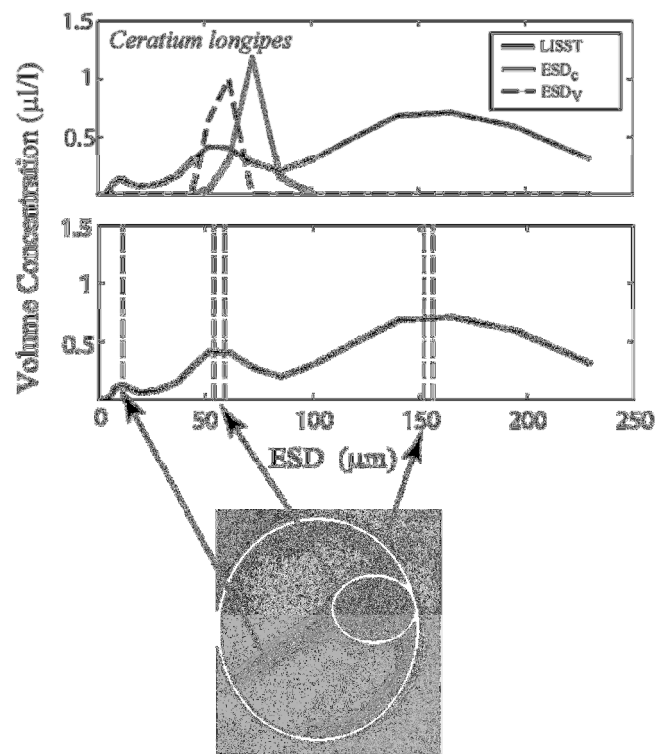 Volume Concentration (µl/l)
1.5
1
0.5
Ceratium longipes
LISST
ESDc
ESDV
1.5
1
0.5
0
50
100
150
200
250
ESD (µm)